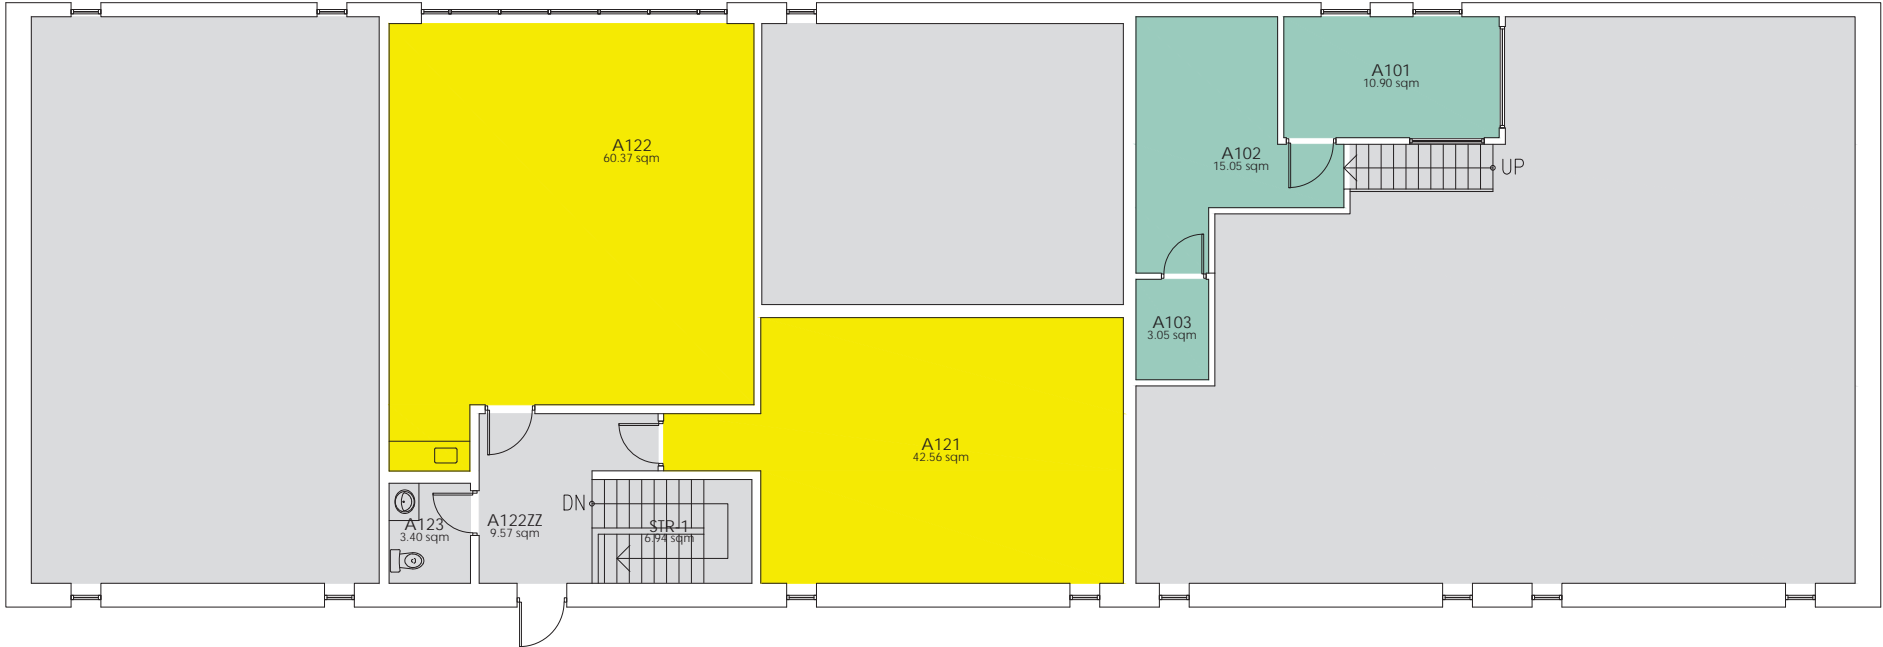 A101
10.90 sqm
A122
60.37 sqm
A102
15.05 sqm
UP
A103
3.05 sqm
A121
42.56 sqm
DN
A123
3.40 sqm
A122ZZ
9.57 sqm
STR-1
6.94 sqm